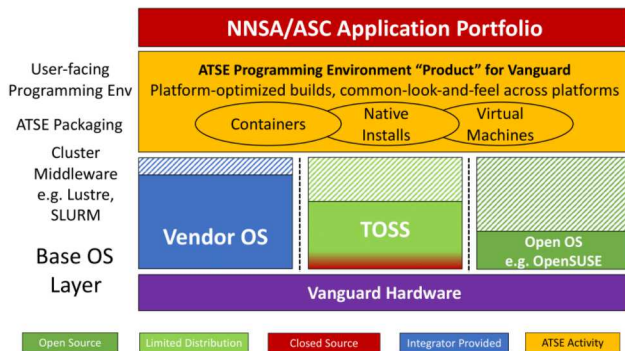 NNSA/ASC Application Portfolio
User-facing
Programming Env
ATSE Programming Environment “Product” for Vanguard
Platform-optimized builds, common-look-and-feel across platforms
ATSE Packaging
Containers
Native
Installs
Virtual
Machines
Cluster
Middleware
e.g. Lustre,
SLURM
Base OS
Layer
Vendor OS
TOSS
Open OS
e.g. OpenSUSE
Vanguard Hardware
Open Source
Limited Distribution
Closed Source
Integrator Provided
ATSE Activity